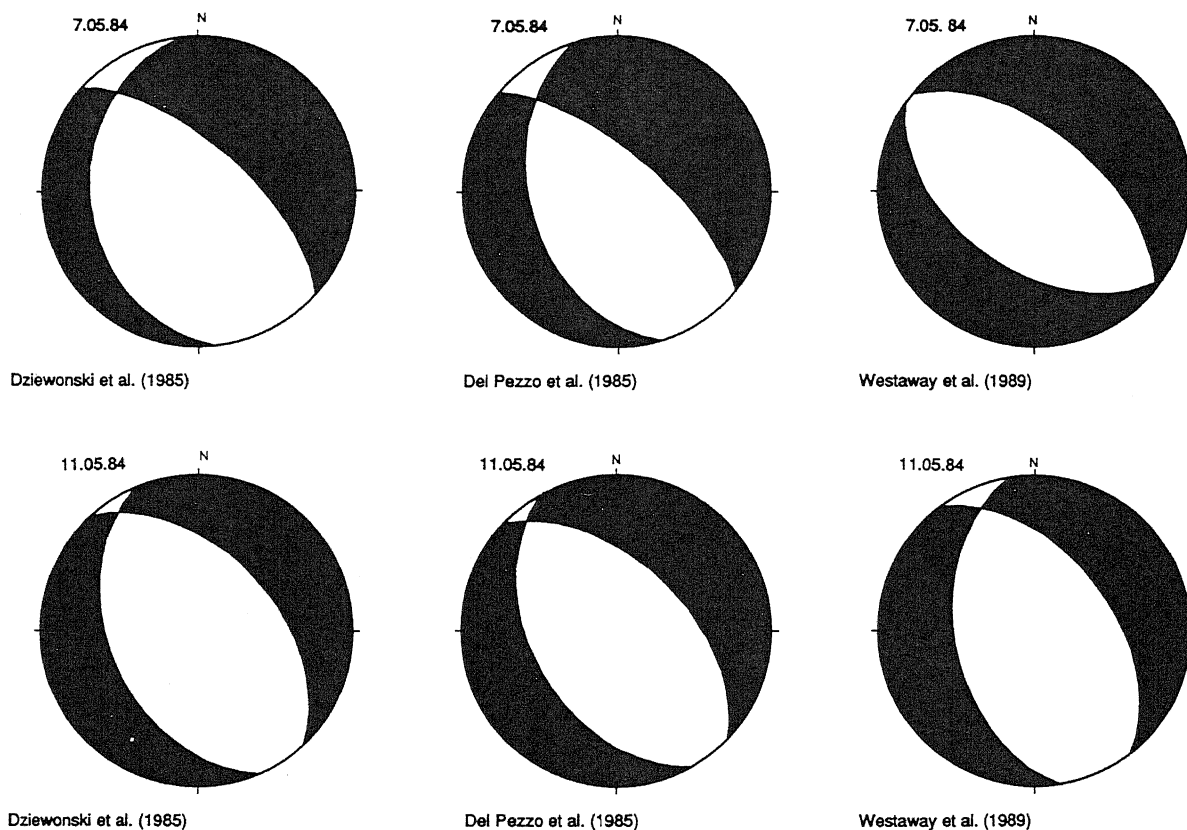 7.05.84
N
7.05.84
N
7.05. 84
N
Dziewonski et al. (1985)
Del Pezzo et al. (1985)
Westaway et al. (1989)
11.05.84
N
11.05.84
N
11.05.84
N
Dziewonski et al. (1985)
Del Pezzo et al. (1985)
Westaway et al. (1989)